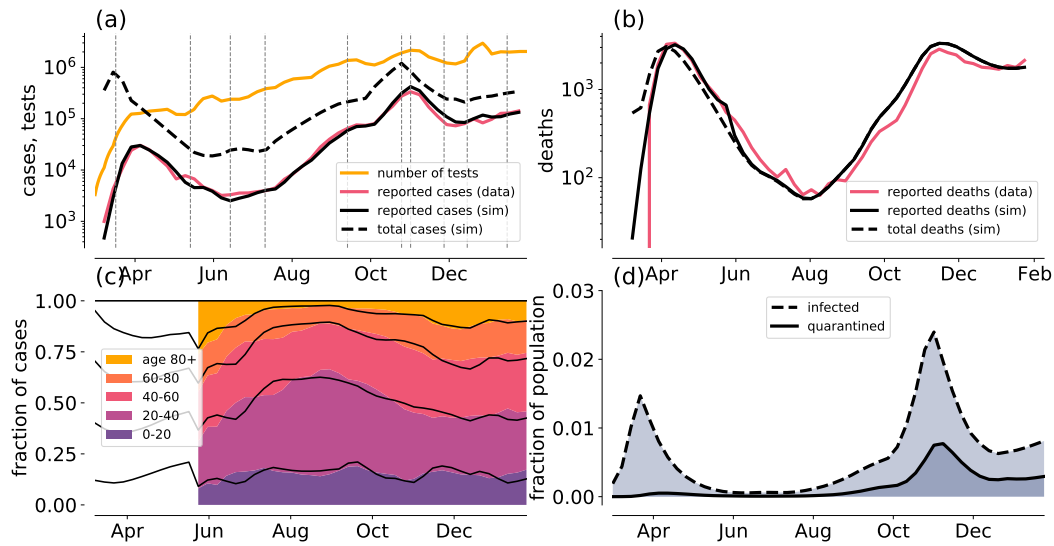 (a)
cases, tests
10^6
10^5
10^4
10^3
number of tests
reported cases (data)
reported cases (sim)
total cases (sim)
Apr
Jun
Aug
Oct
Dec
(b)
deaths
10^3
10^2
reported deaths (data)
reported deaths (sim)
total deaths (sim)
Apr
Jun
Aug
Oct
Dec
Feb
(c)
fraction of cases
1.00
0.75
0.50
0.25
0.00
age 80+
60-80
40-60
20-40
0-20
Apr
Jun
Aug
Oct
Dec
(d)
fraction of population
0.03
0.02
0.01
0.00
infected
quarantined
Apr
Jun
Aug
Oct
Dec